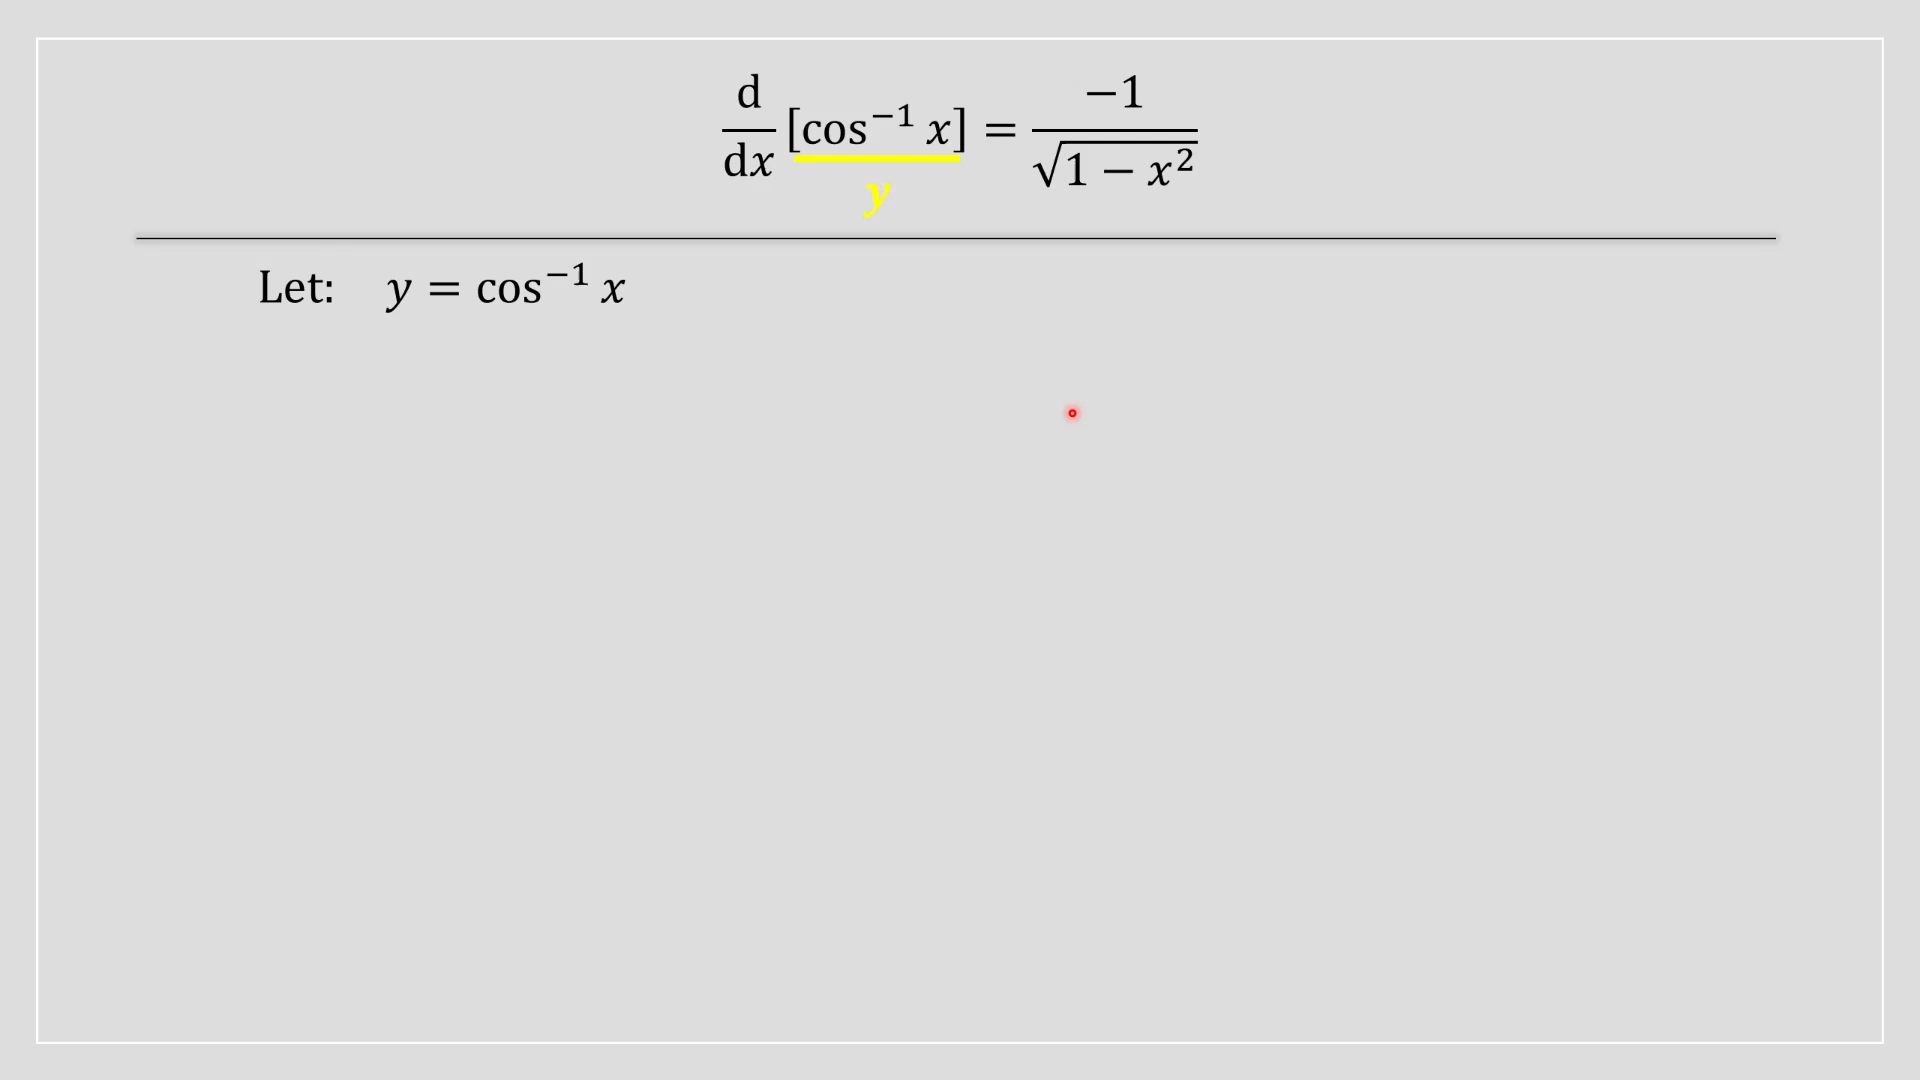 d/dx [cos⁻¹ x] = −1/√(1 − x²)
y
Let: y = cos⁻¹ x